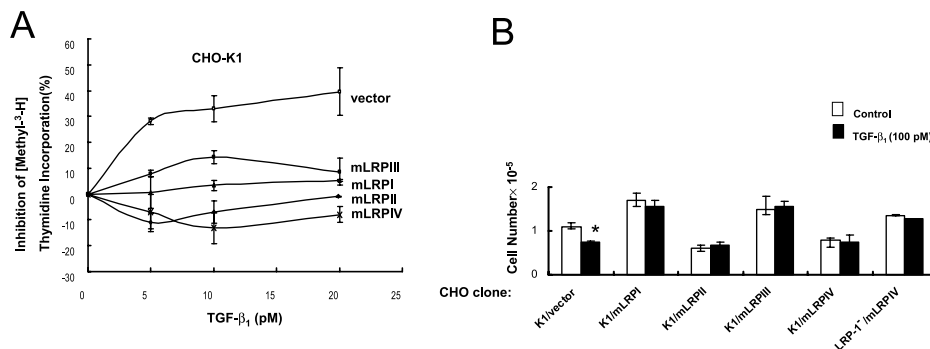 A
B
60
50
40
30
20
10
0
-10
-20
-30
Inhibition of [Methyl-³-H]
Thymidine Incorporation(%)
CHO-K1
vector
mLRPIII
mLRPI
mLRPII
mLRPIV
0
5
10
15
20
25
TGF-β₁ (pM)
Control
TGF-β₁ (100 pM)
Cell Number× 10⁻⁵
2
1
0
*
CHO clone:
K1/vector
K1/mLRPI
K1/mLRPII
K1/mLRPIII
K1/mLRPIV
LRP-1⁻/mLRPIV